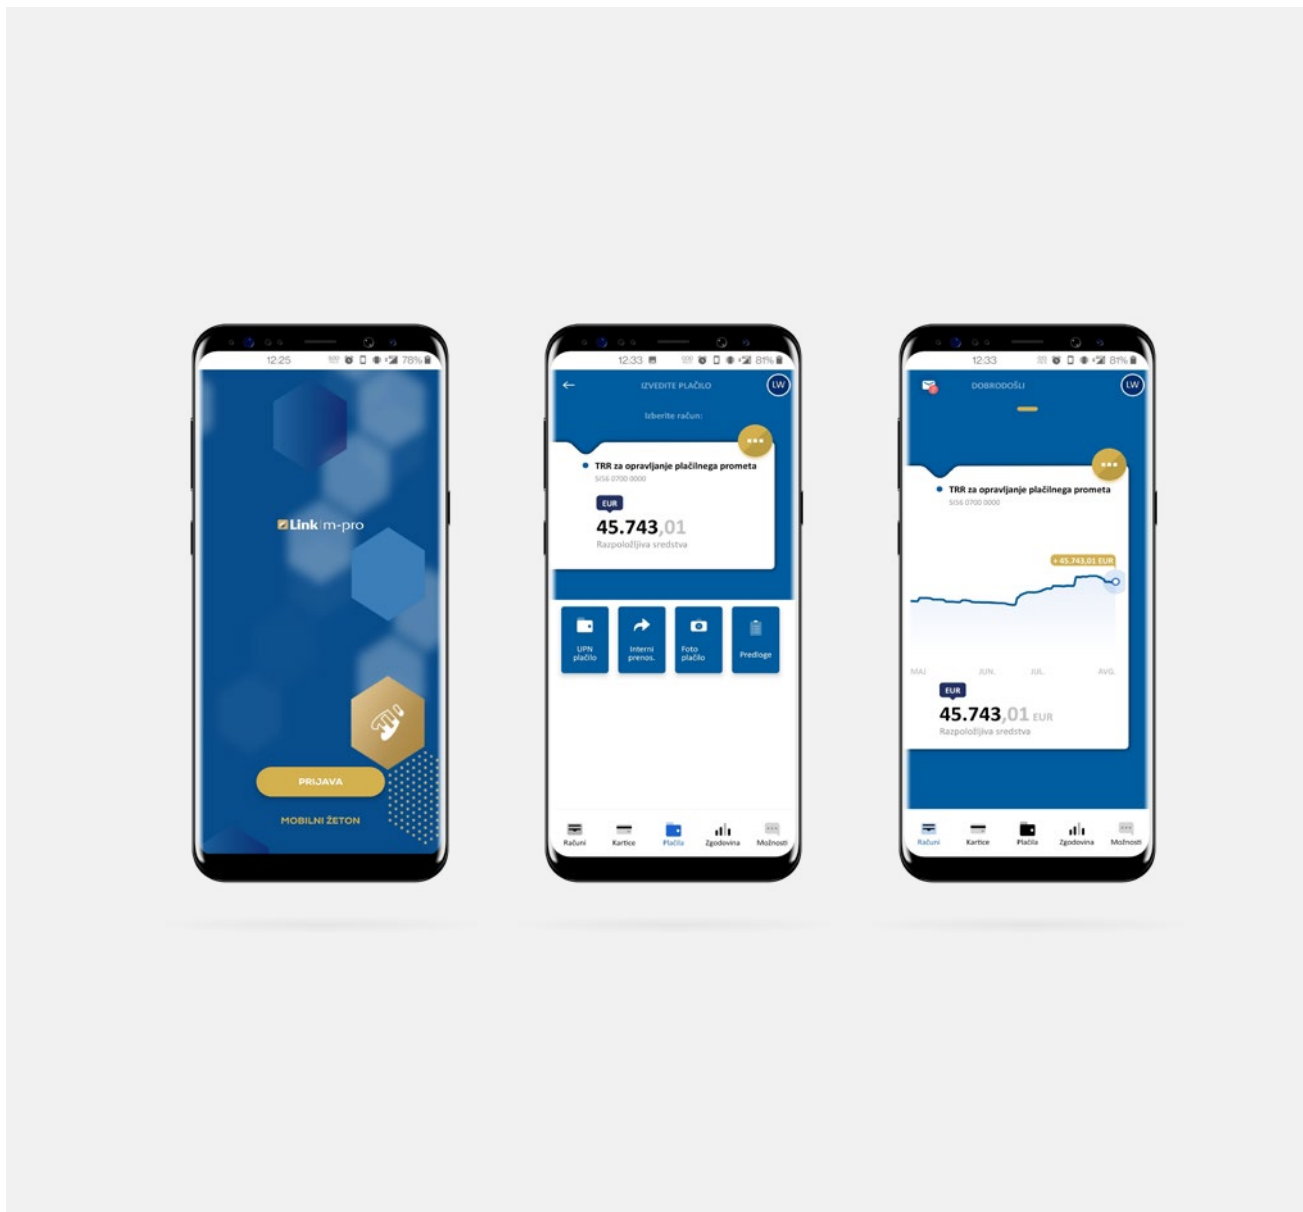 12:25
78%
Link m-pro
PRIJAVA
MOBILNI ŽETON
12:33
81%
IZVEDITE PLAČILO
LW
Izberite račun:
TRR za opravljanje plačilnega prometa
SI56 0700 0000
EUR
45.743,01
Razpoložljiva sredstva
UPN
plačilo
Interni
prenos.
Foto
plačilo
Predloge
Računi
Kartice
Plačila
Zgodovina
Možnosti
12:33
81%
DOBRODOŠLI
LW
TRR za opravljanje plačilnega prometa
SI56 0700 0000
+ 45.743,01 EUR
MAJ.
JUN.
JUL.
AVG.
EUR
45.743,01 EUR
Razpoložljiva sredstva
Računi
Kartice
Plačila
Zgodovina
Možnosti